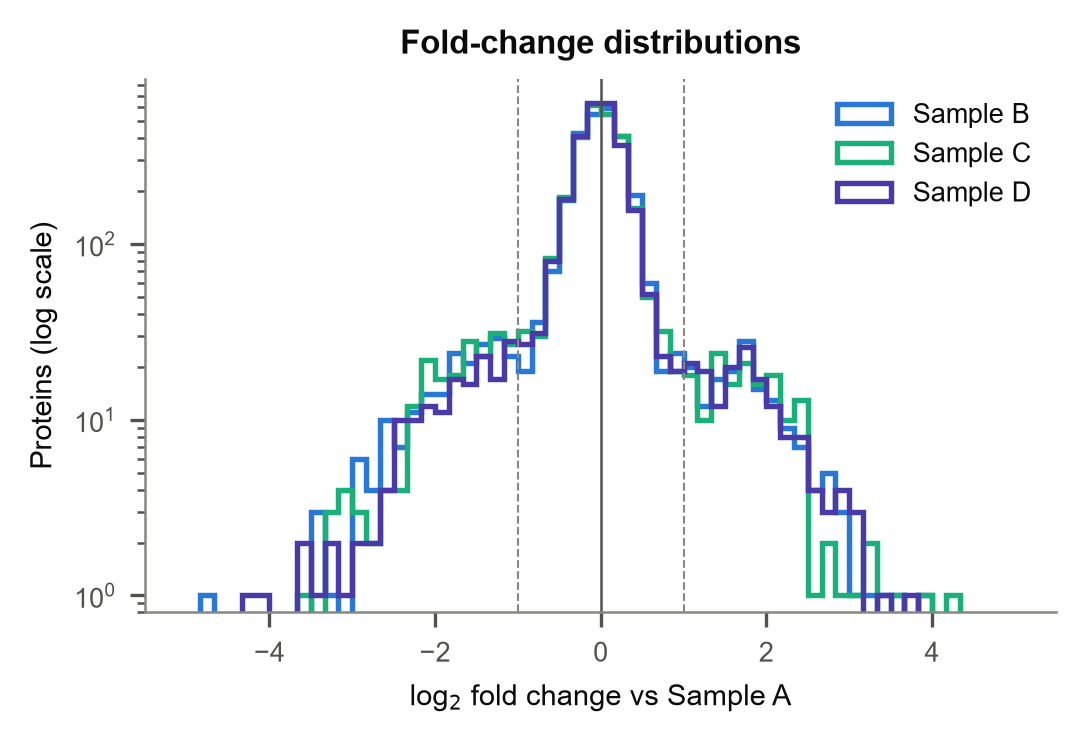 Fold-change distributions
Sample B
Sample C
Sample D
Proteins (log scale)
10²
10¹
10⁰
−4 −2 0 2 4
log₂ fold change vs Sample A